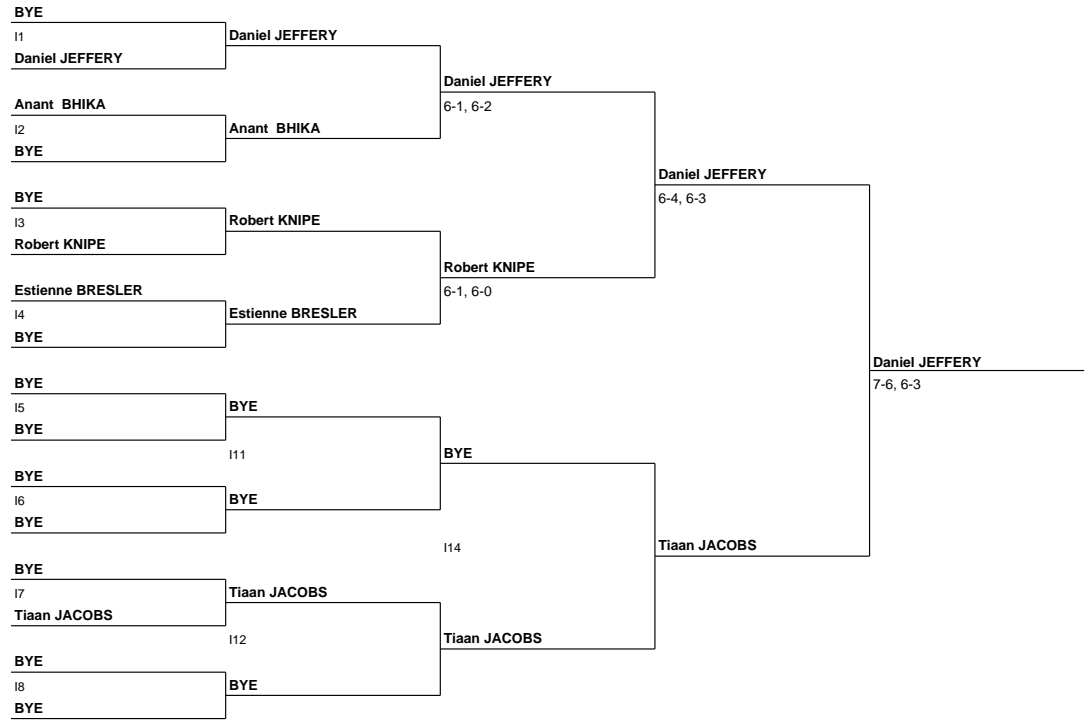 BYE
I1
Daniel JEFFERY
Daniel JEFFERY
Daniel JEFFERY
6-1, 6-2
Anant  BHIKA
I2
Anant  BHIKA
BYE
Daniel JEFFERY
6-4, 6-3
BYE
I3
Robert KNIPE
Robert KNIPE
Robert KNIPE
6-1, 6-0
Estienne BRESLER
I4
Estienne BRESLER
BYE
Daniel JEFFERY
7-6, 6-3
BYE
I5
BYE
BYE
I11
BYE
BYE
I6
BYE
BYE
I14
Tiaan JACOBS
BYE
I7
Tiaan JACOBS
Tiaan JACOBS
I12
Tiaan JACOBS
BYE
I8
BYE
BYE